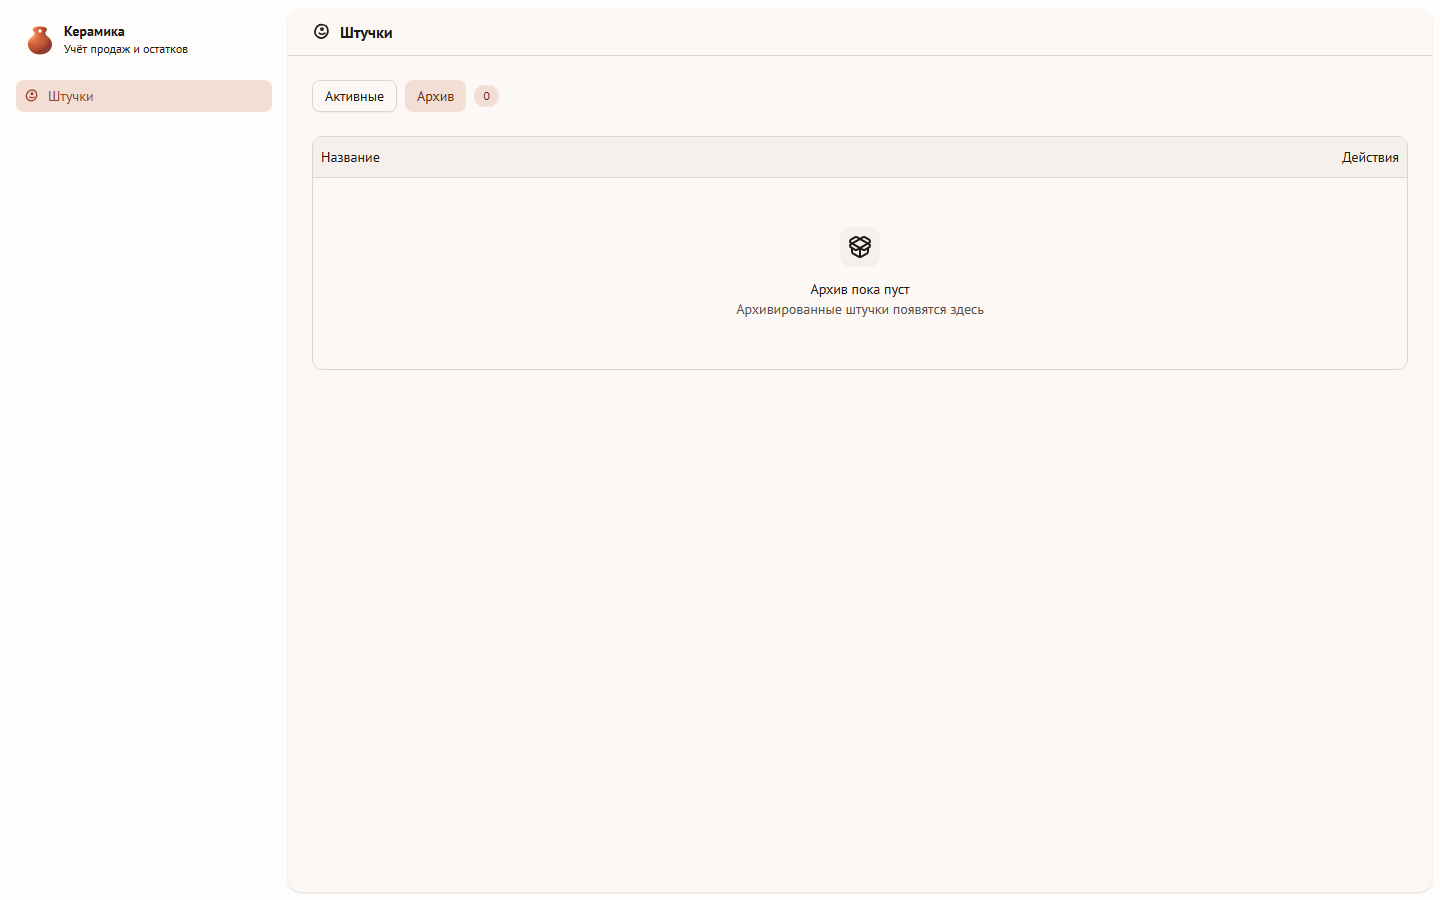 Керамика
Учёт продаж и остатков
Штучки
Штучки
Активные
Архив
0
Название
Действия
Архив пока пуст
Архивированные штучки появятся здесь